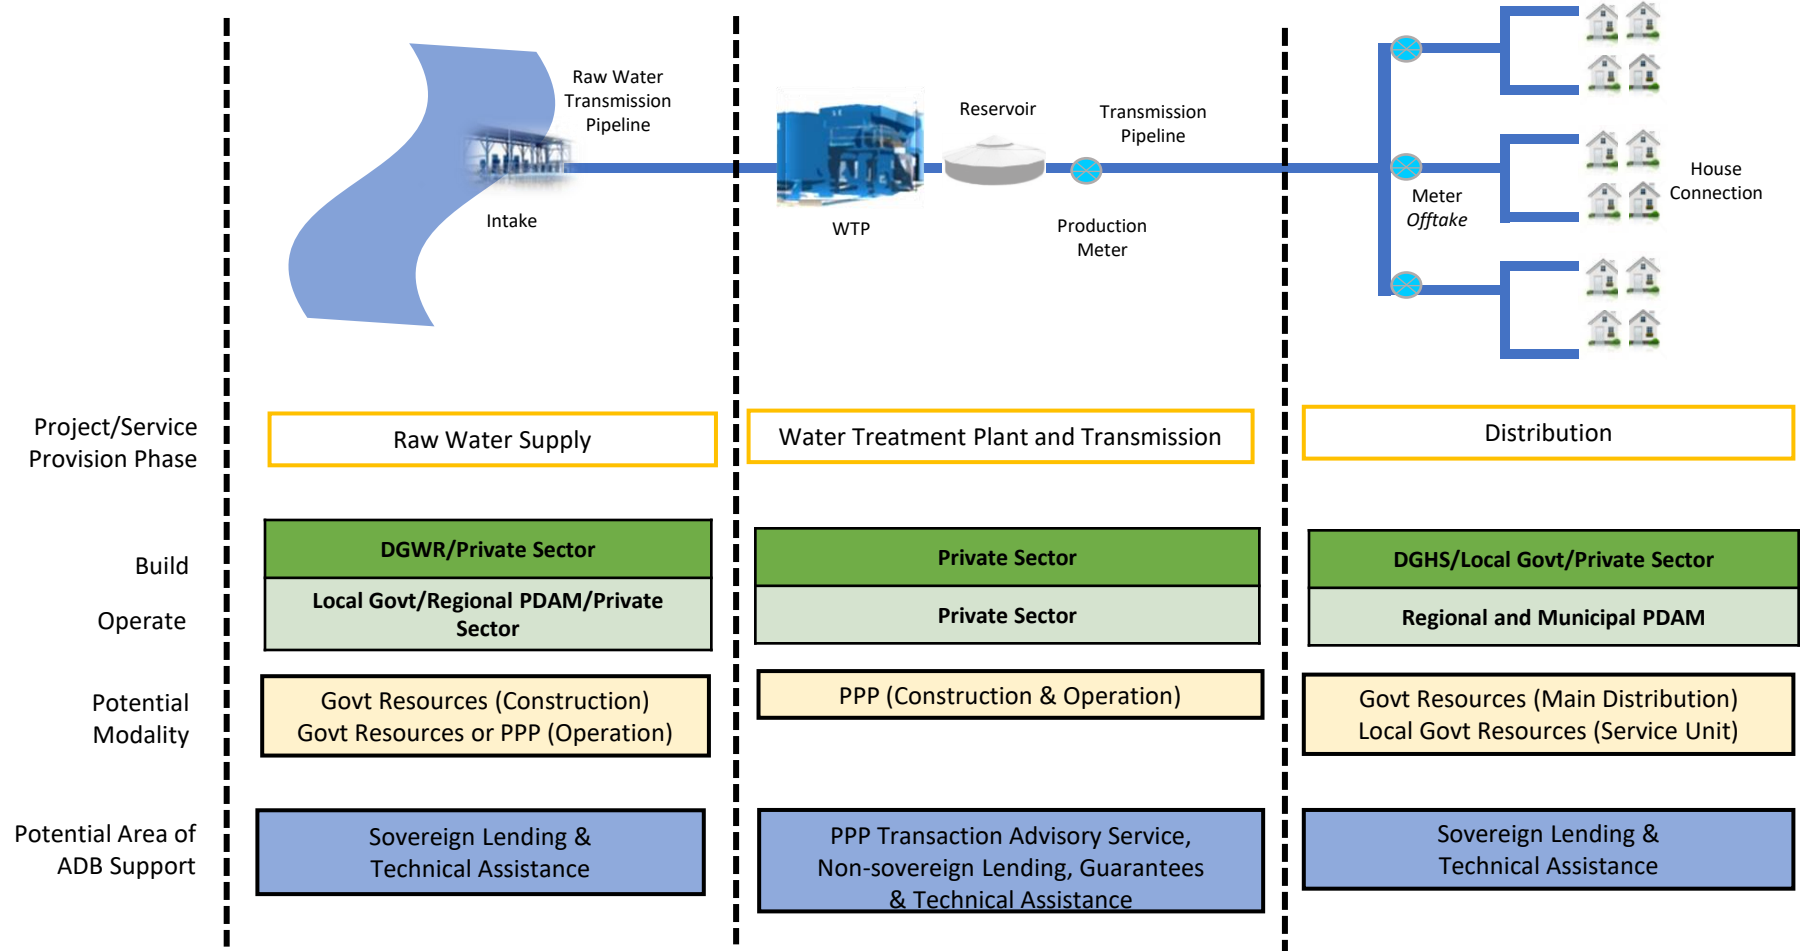 Raw Water
Transmission
Pipeline
Intake
WTP
Reservoir
Transmission
Pipeline
Production
Meter
Meter
Offtake
House
Connection
Project/Service
Provision Phase
Raw Water Supply
Water Treatment Plant and Transmission
Distribution
Build
DGWR/Private Sector
Private Sector
DGHS/Local Govt/Private Sector
Operate
Local Govt/Regional PDAM/Private
Sector
Private Sector
Regional and Municipal PDAM
Potential
Modality
Govt Resources (Construction)
Govt Resources or PPP (Operation)
PPP (Construction & Operation)
Govt Resources (Main Distribution)
Local Govt Resources (Service Unit)
Potential Area of
ADB Support
Sovereign Lending &
Technical Assistance
PPP Transaction Advisory Service,
Non-sovereign Lending, Guarantees
& Technical Assistance
Sovereign Lending &
Technical Assistance